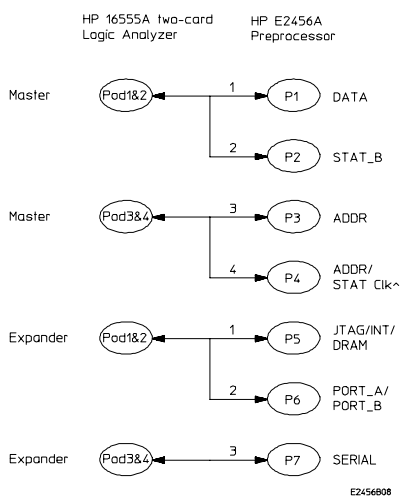 HP 16555A two-card HP E2456A
Logic Analyzer Preprocessor
Master Pod1&2 1 P1 DATA
2 P2 STAT_B
Master Pod3&4 3 P3 ADDR
4 P4 ADDR/
STAT Clk^
Expander Pod1&2 1 P5 JTAG/INT/
DRAM
2 P6 PORT_A/
PORT_B
Expander Pod3&4 3 P7 SERIAL
E2456B08